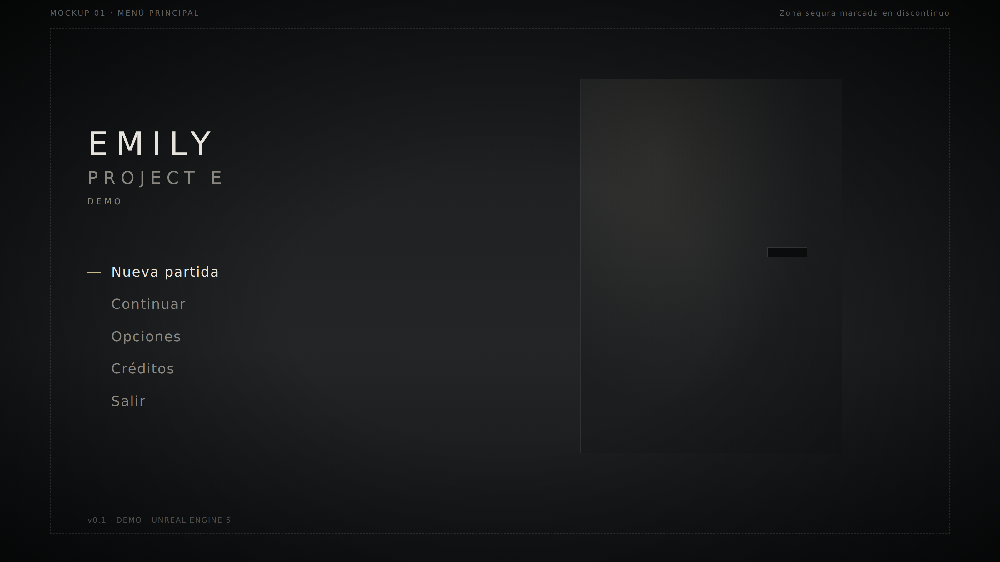 MOCKUP 01 · MENÚ PRINCIPAL
Zona segura marcada en discontinuo
EMILY
PROJECT E
DEMO
— Nueva partida
Continuar
Opciones
Créditos
Salir
v0.1 · DEMO · UNREAL ENGINE 5